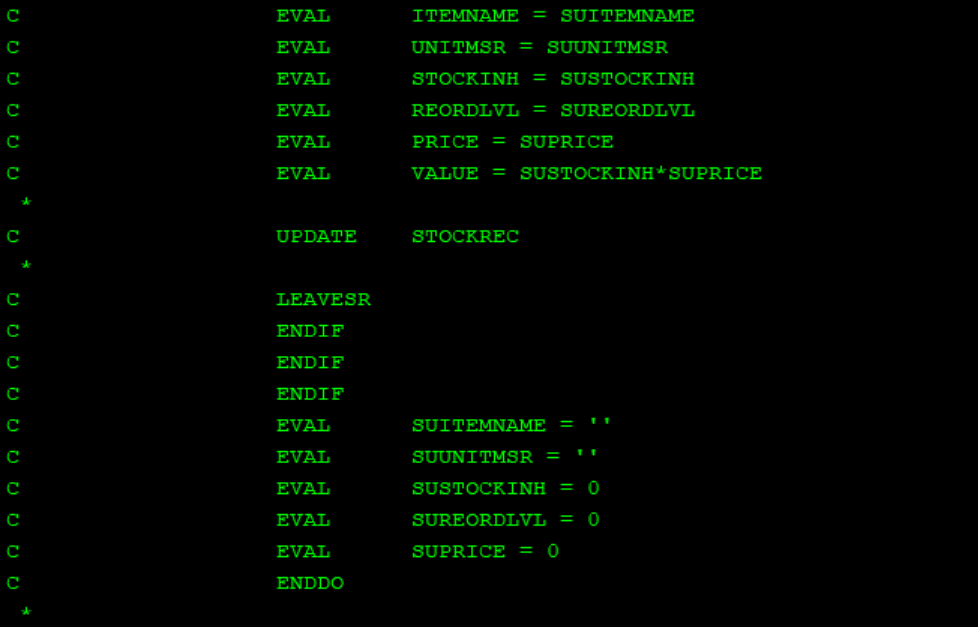 C                   EVAL      ITEMNAME = SUITEMNAME
C                   EVAL      UNITMSR = SUUNITMSR
C                   EVAL      STOCKINH = SUSTOCKINH
C                   EVAL      REORDLVL = SUREORDLVL
C                   EVAL      PRICE = SUPRICE
C                   EVAL      VALUE = SUSTOCKINH*SUPRICE
 *
C                   UPDATE    STOCKREC
 *
C                   LEAVESR
C                   ENDIF
C                   ENDIF
C                   ENDIF
C                   EVAL      SUITEMNAME = ''
C                   EVAL      SUUNITMSR = ''
C                   EVAL      SUSTOCKINH = 0
C                   EVAL      SUREORDLVL = 0
C                   EVAL      SUPRICE = 0
C                   ENDDO
 *